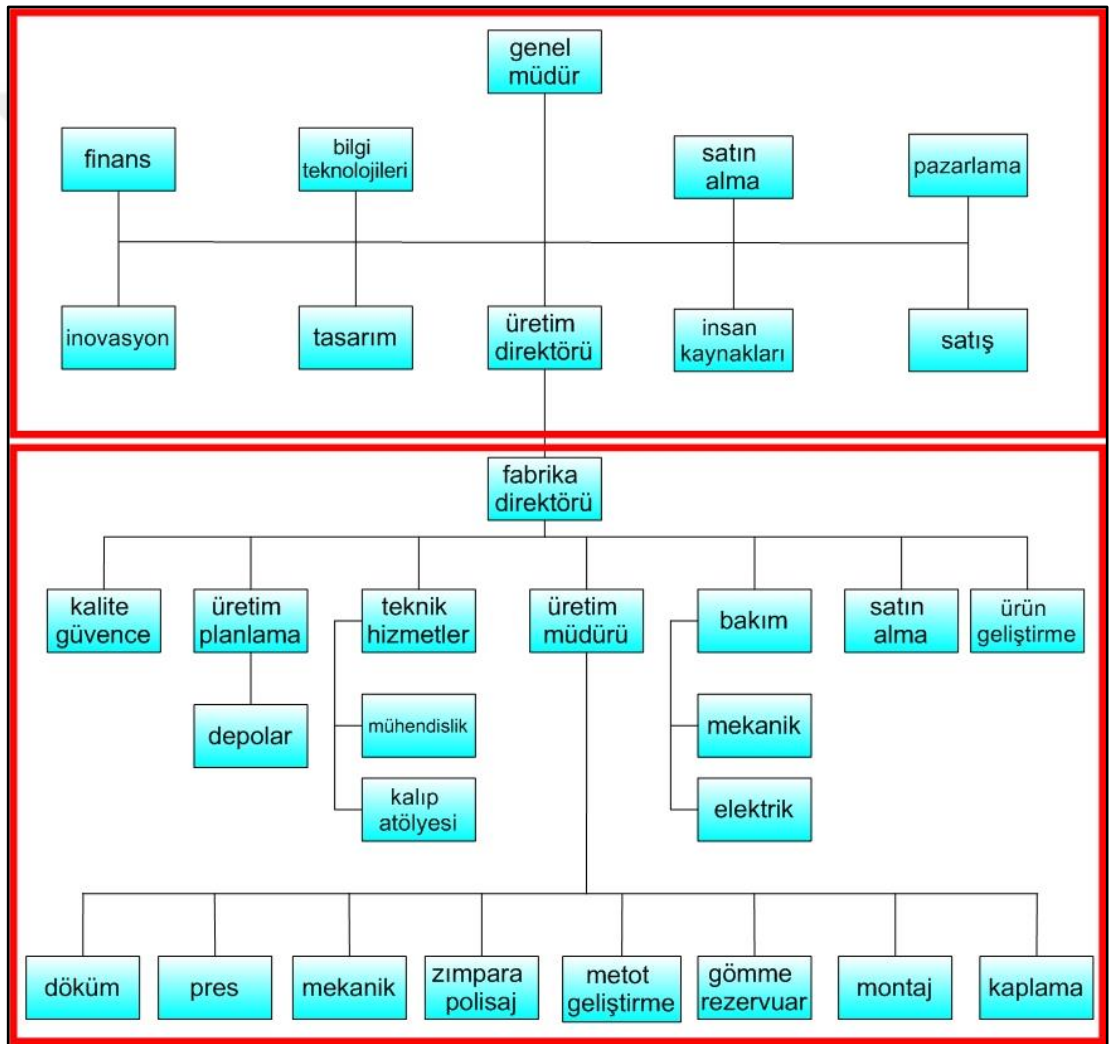 genel
müdür
finans
bilgi
teknolojileri
satın
alma
pazarlama
inovasyon
tasarım
üretim
direktörü
insan
kaynakları
satış
fabrika
direktörü
kalite
güvence
üretim
planlama
teknik
hizmetler
üretim
müdürü
bakım
satın
alma
ürün
geliştirme
depolar
mühendislik
mekanik
kalıp
atölyesi
elektrik
döküm
pres
mekanik
zımpara
polisaj
metot
geliştirme
gömme
rezervuar
montaj
kaplama